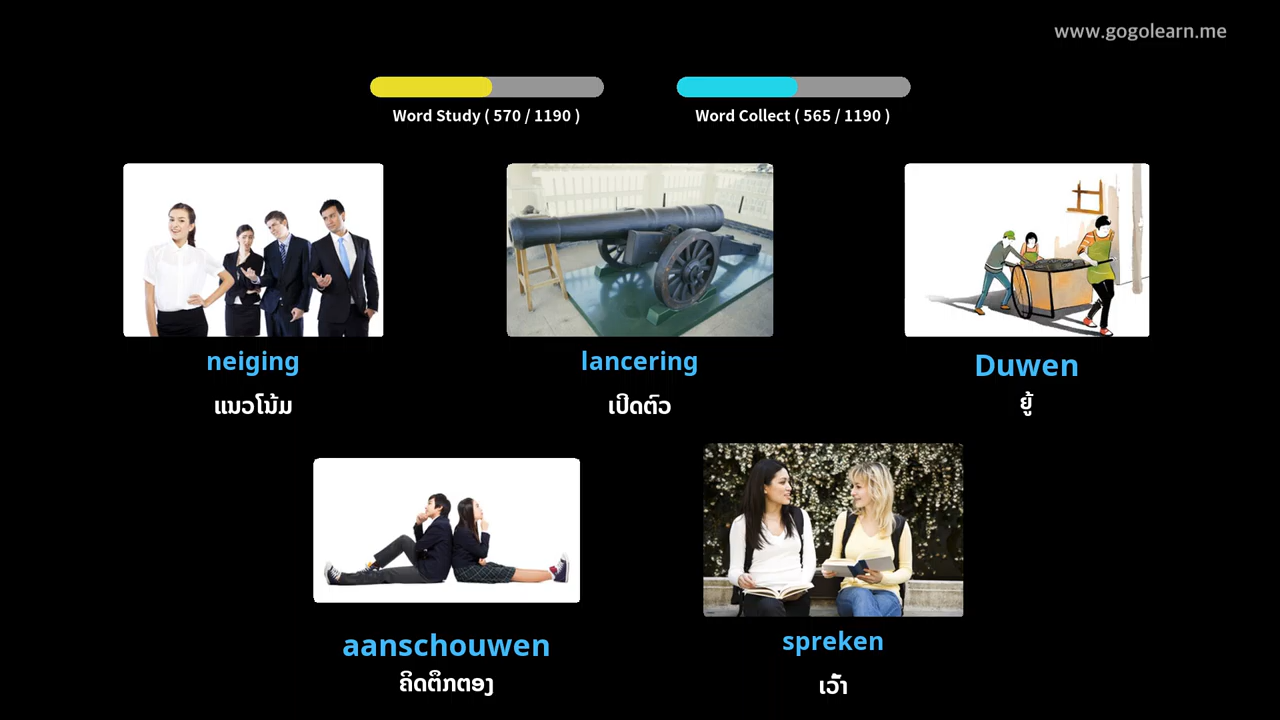 www.gogolearn.me
Word Study ( 570 / 1190 )
Word Collect ( 565 / 1190 )
neiging
lancering
Duwen
ແນວໂນ້ມ
ເປີດຕົວ
ຍູ້
aanschouwen
spreken
ຄິດຕຶກຕອງ
ເວົ້າ